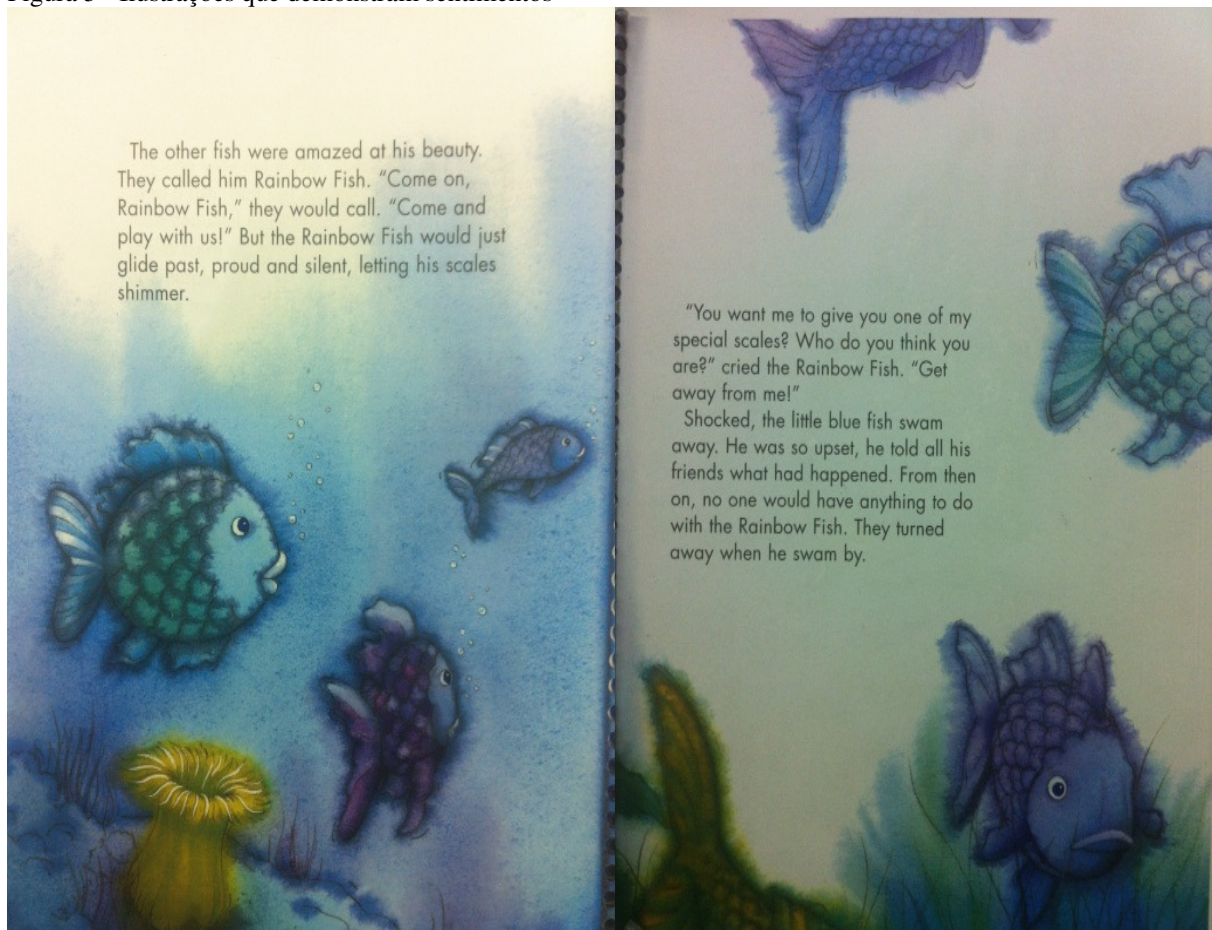 Figura 3 - Ilustrações que demonstram sentimentos
The other fish were amazed at his beauty.
They called him Rainbow Fish. “Come on,
Rainbow Fish,” they would call. “Come and
play with us!” But the Rainbow Fish would just
glide past, proud and silent, letting his scales
shimmer.
“You want me to give you one of my
special scales? Who do you think you
are?” cried the Rainbow Fish. “Get
away from me!”
Shocked, the little blue fish swam
away. He was so upset, he told all his
friends what had happened. From then
on, no one would have anything to do
with the Rainbow Fish. They turned
away when he swam by.